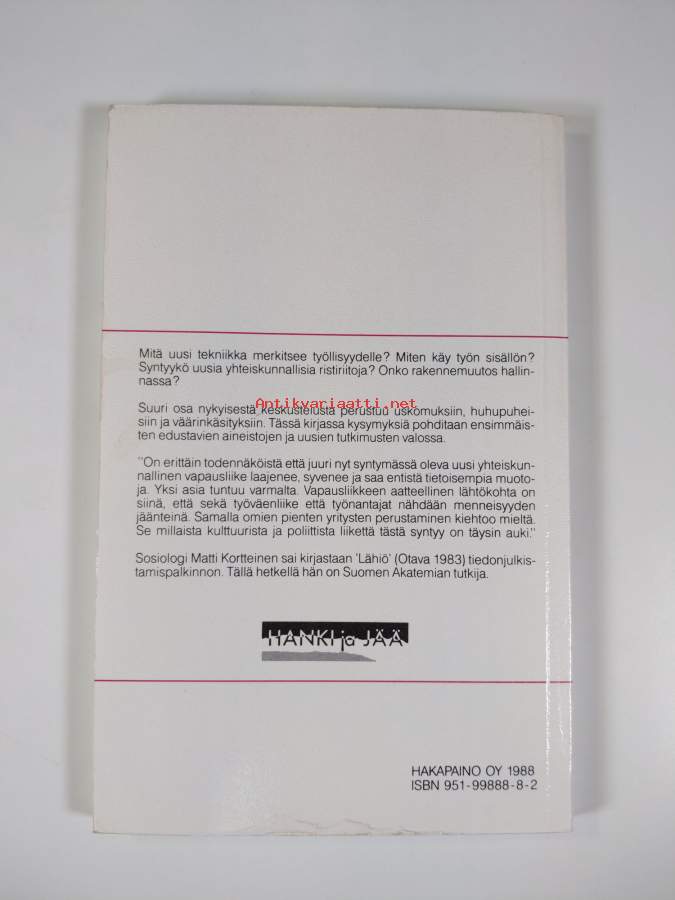 Mitä uusi tekniikka merkitsee työllisyydelle? Miten käy työn sisällön?
Syntyykö uusia yhteiskunnallisia ristiriitoja? Onko rakennemuutos hallin-
nassa?
Antikvariaatti.net
Suuri osa nykyisestä keskustelusta perustuu uskomuksiin, huhupuhei-
siin ja väärinkäsityksiin. Tässä kirjassa kysymyksiä pohditaan ensimmäis-
ten edustavien aineistojen ja uusien tutkimusten valossa.
"On erittäin todennäköistä että juuri nyt syntymässä oleva uusi yhteiskun-
nallinen vapausliike laajenee, syvenee ja saa entistä tietoisempia muoto-
ja. Yksi asia tuntuu varmalta. Vapausliikkeen aatteellinen lähtökohta on
siinä, että sekä työväenliike että työnantajat nähdään menneisyyden
jäänteinä. Samalla omien pienten yritysten perustaminen kiehtoo mieltä.
Se millaista kulttuurista ja poliittista liikettä tästä syntyy on täysin auki."
Sosiologi Matti Kortteinen sai kirjastaan 'Lähiö' (Otava 1983) tiedonjulkis-
tamispalkinnon. Tällä hetkellä hän on Suomen Akatemian tutkija.
HANKI ja JÄÄ
HAKAPAINO OY 1988
ISBN 951-99888-8-2